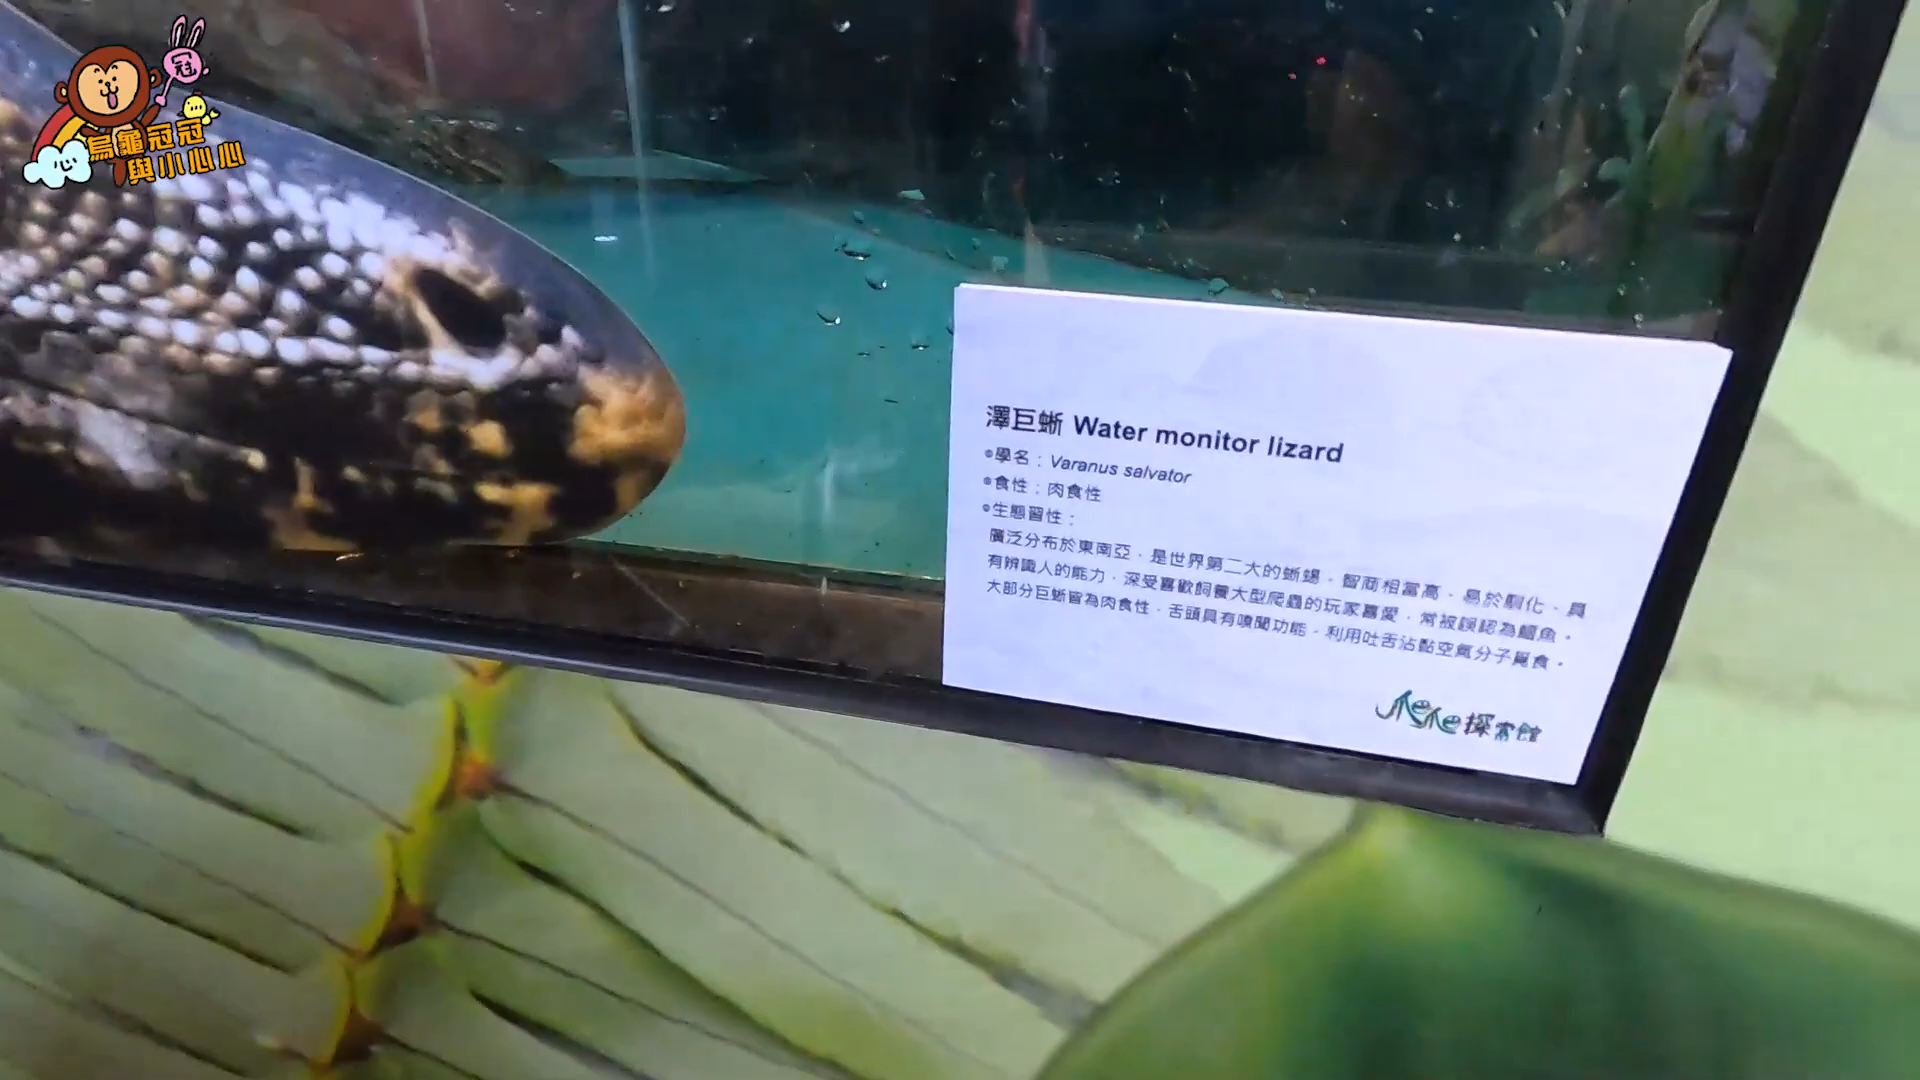 冠
心
烏龜冠冠
與小心心
澤巨蜥 Water monitor lizard
學名：Varanus salvator
食性：肉食性
生態習性：
廣泛分布於東南亞，是世界第二大的蜥蜴，智商相當高，易於馴化，具
有辨識人的能力，深受喜歡飼養大型爬蟲的玩家喜愛，常被誤認為鱷魚。
大部分巨蜥皆為肉食性，舌頭具有嗅聞功能，利用吐舌沾黏空氣分子覓食。
探索館